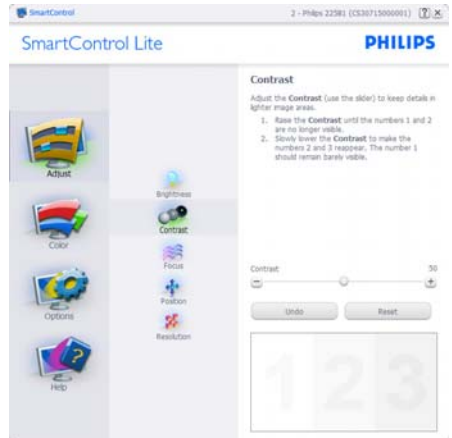 SmartControl
2 - Philips 225B1 (CS30715000001)
SmartControl Lite
PHILIPS
Adjust
Color
Options
Help
Brightness
Contrast
Focus
Position
Resolution
Contrast
Adjust the Contrast (use the slider) to keep details in
lighter image areas.
1. Raise the Contrast until the numbers 1 and 2
are no longer visible.
2. Slowly lower the Contrast to make the
numbers 2 and 3 reappear. The number 1
should remain barely visible.
Contrast 50
Undo Reset
1 2 3